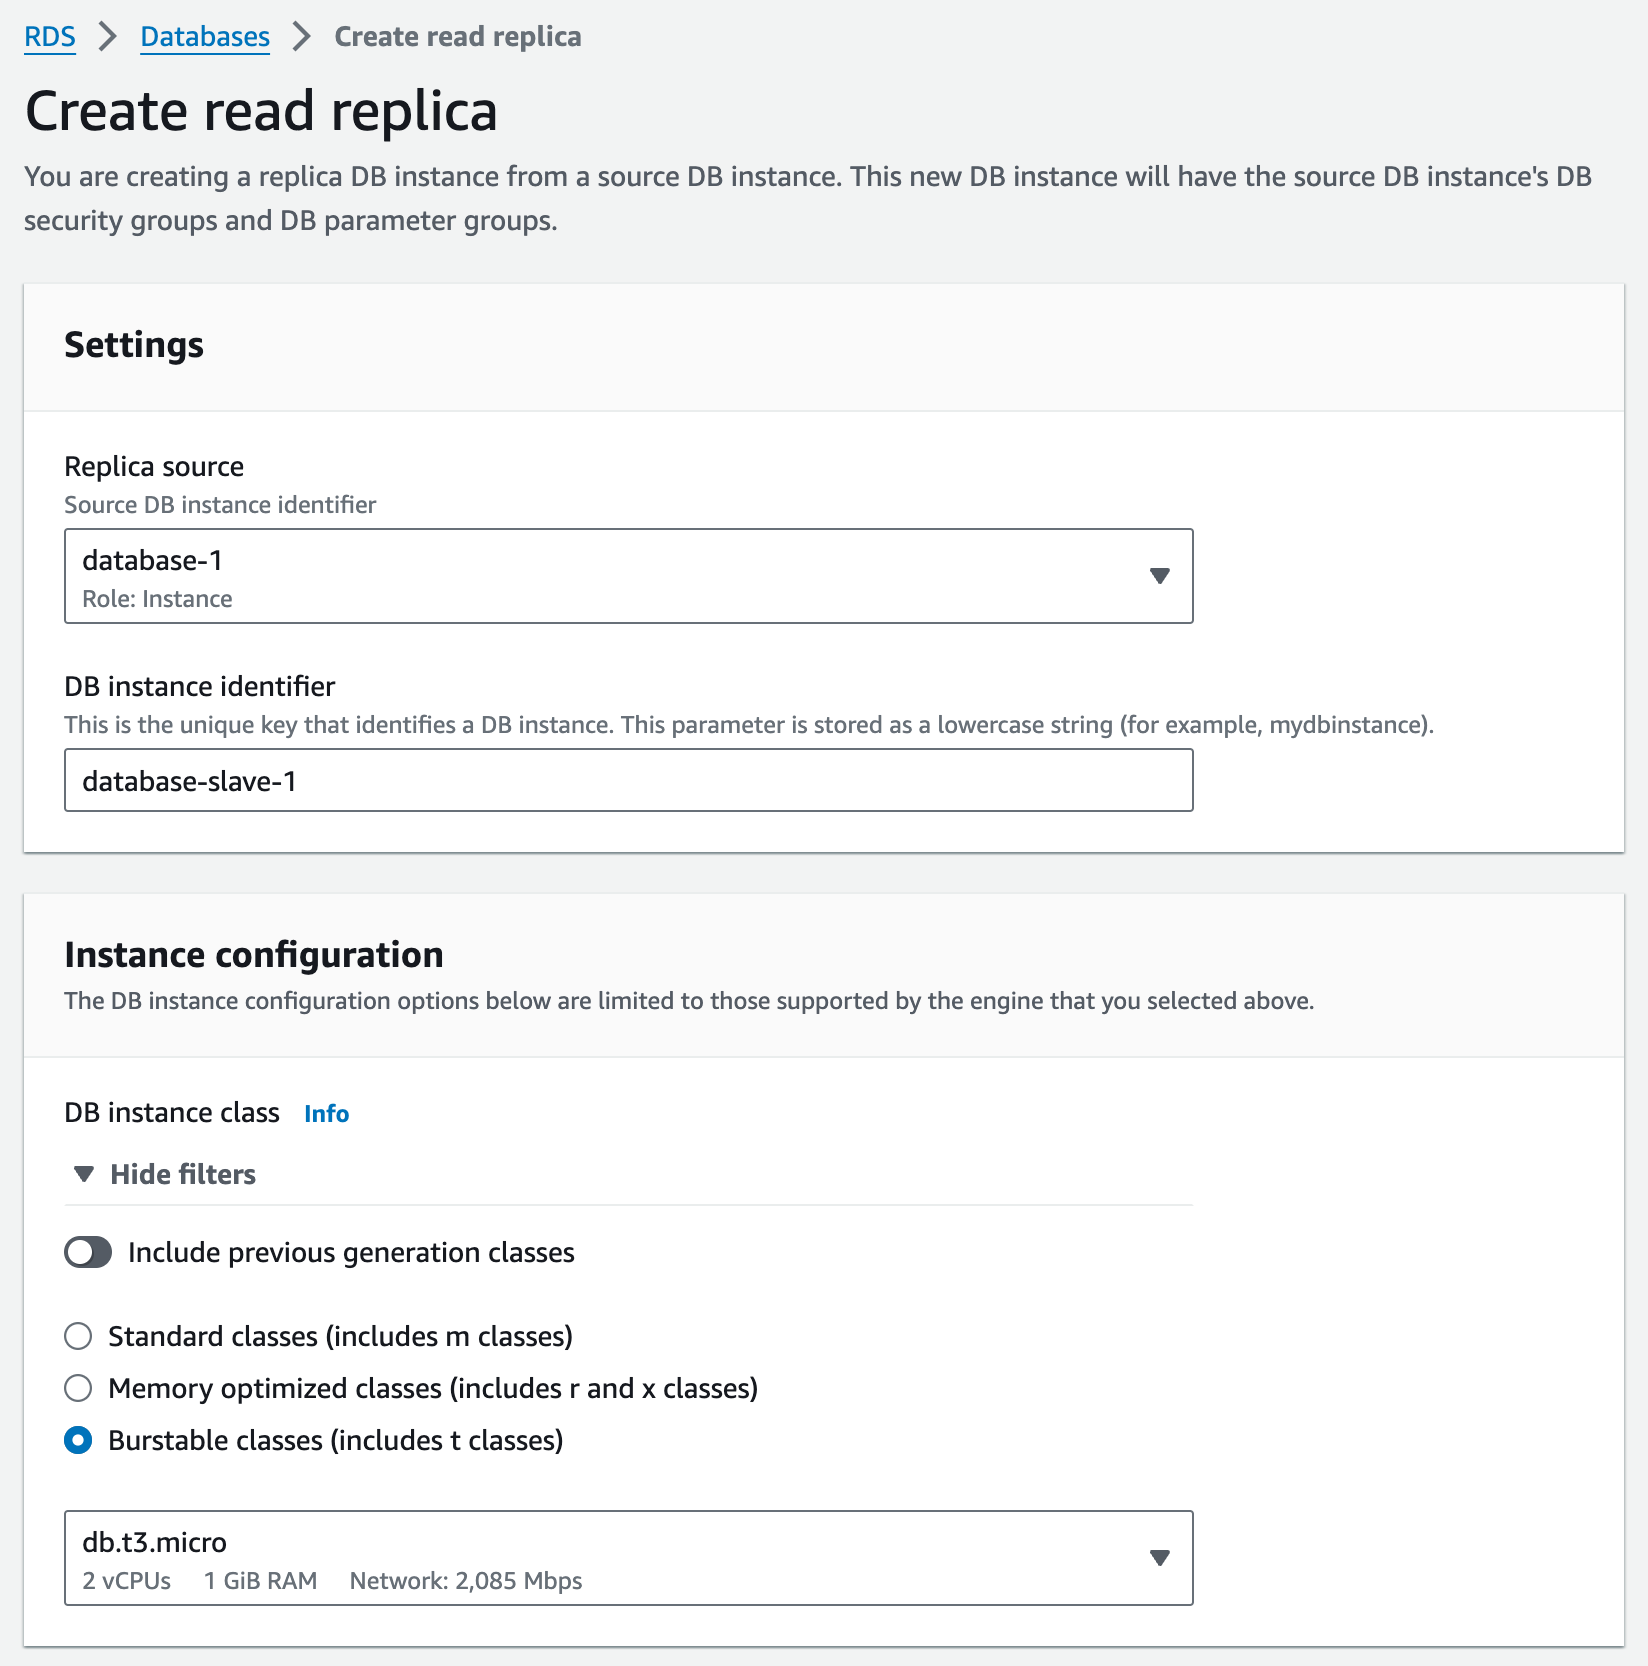 RDS > Databases > Create read replica
Create read replica
You are creating a replica DB instance from a source DB instance. This new DB instance will have the source DB instance's DB
security groups and DB parameter groups.
Settings
Replica source
Source DB instance identifier
database-1
Role: Instance
DB instance identifier
This is the unique key that identifies a DB instance. This parameter is stored as a lowercase string (for example, mydbinstance).
database-slave-1
Instance configuration
The DB instance configuration options below are limited to those supported by the engine that you selected above.
DB instance class Info
Hide filters
Include previous generation classes
Standard classes (includes m classes)
Memory optimized classes (includes r and x classes)
Burstable classes (includes t classes)
db.t3.micro
2 vCPUs 1 GiB RAM Network: 2,085 Mbps